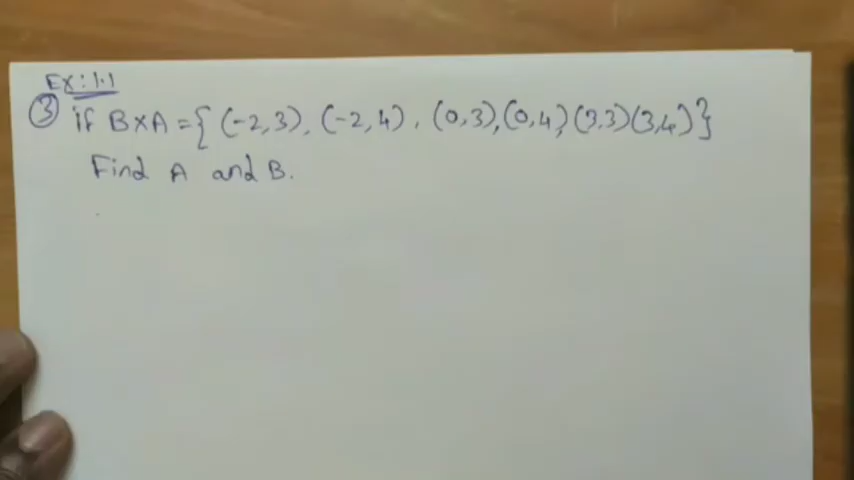 Ex: 1.1
③ if B×A = { (-2,3), (-2,4), (0,3), (0,4), (3,3) (3,4) }
Find A and B.